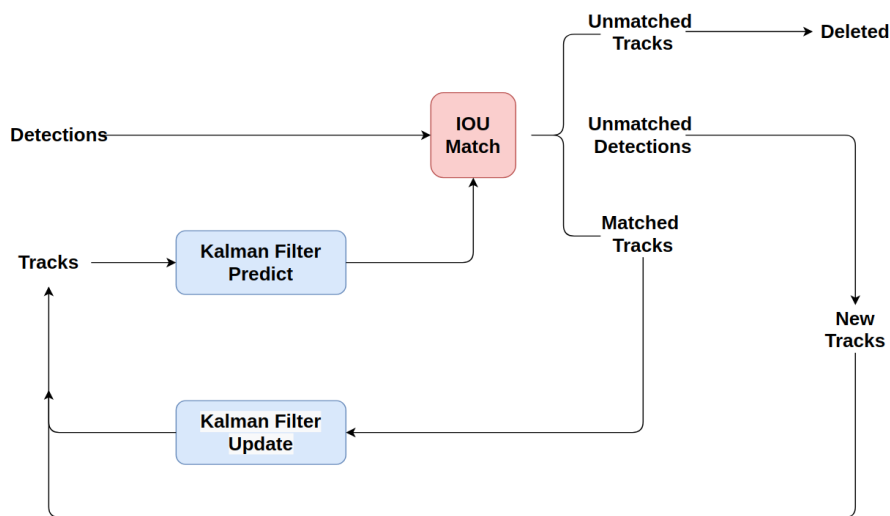 Unmatched
Tracks
Deleted
Detections
IOU
Match
Unmatched
Detections
Matched
Tracks
Tracks
Kalman Filter
Predict
New
Tracks
Kalman Filter
Update